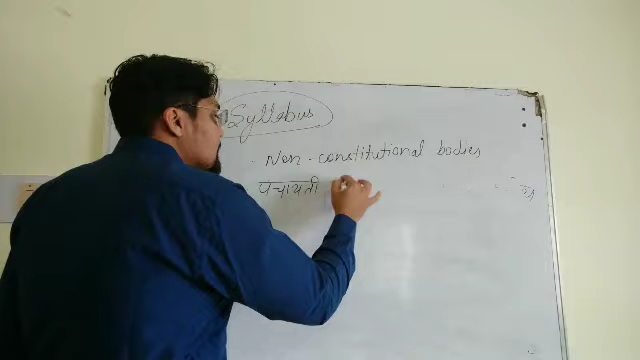 Syllabus
Non-constitutional bodies
पंचायती